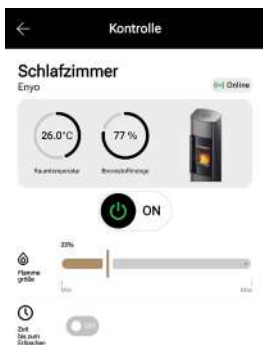 Kontrolle
Schlafzimmer
Enyo
Online
26.0°C
77 %
Raumtemperatur
Brennstoffmenge
ON
23%
Flamme
größe
Min
Max
Zeit
bis zum
Erlöschen